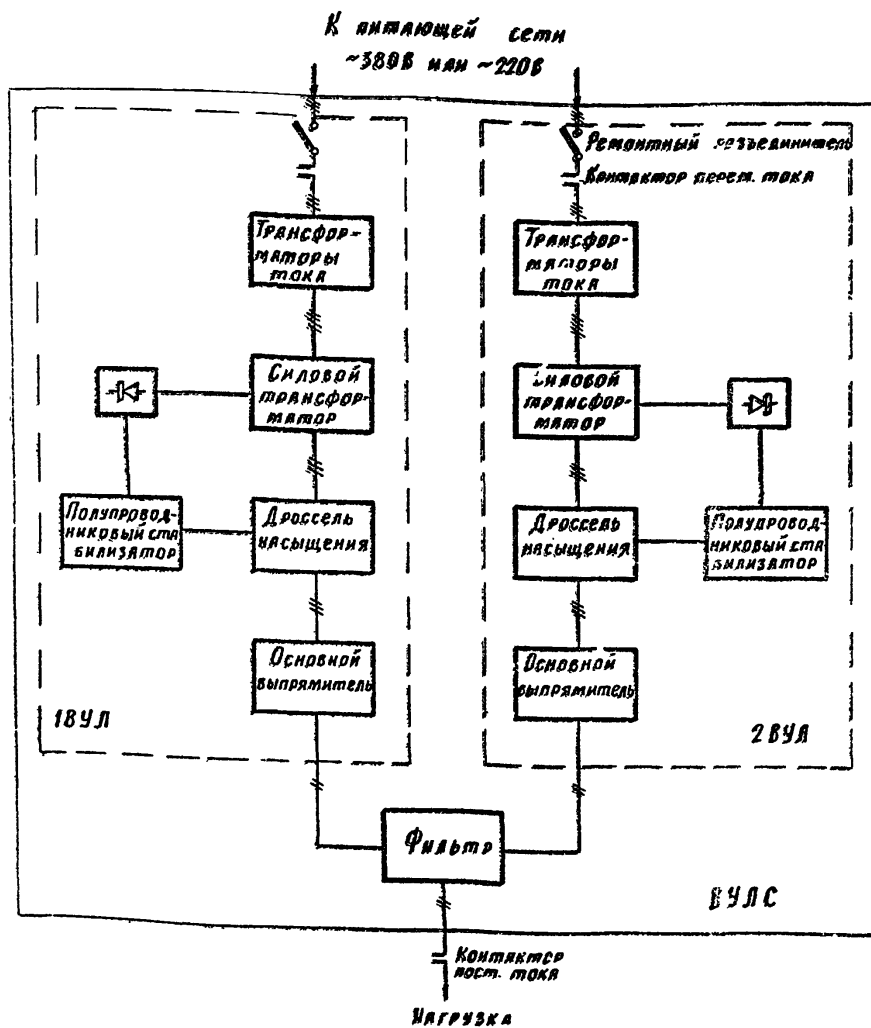 К питающей сети
~380В или ~220В
Ремонтный разъединитель
Контактор перем. тока
Трансфор-
маторы
тока
Трансфор-
маторы
тока
Силовой
трансфор-
матор
Силовой
трансфор-
матор
Полупровод-
никовый ста
билизатор
Дроссель
насыщения
Дроссель
насыщения
Полупровод-
никовый ста
билизатор
Основной
выпрямитель
Основной
выпрямитель
1ВУЛ
2ВУЛ
Фильтр
ВУЛС
Контактор
пост. тока
Нагрузка